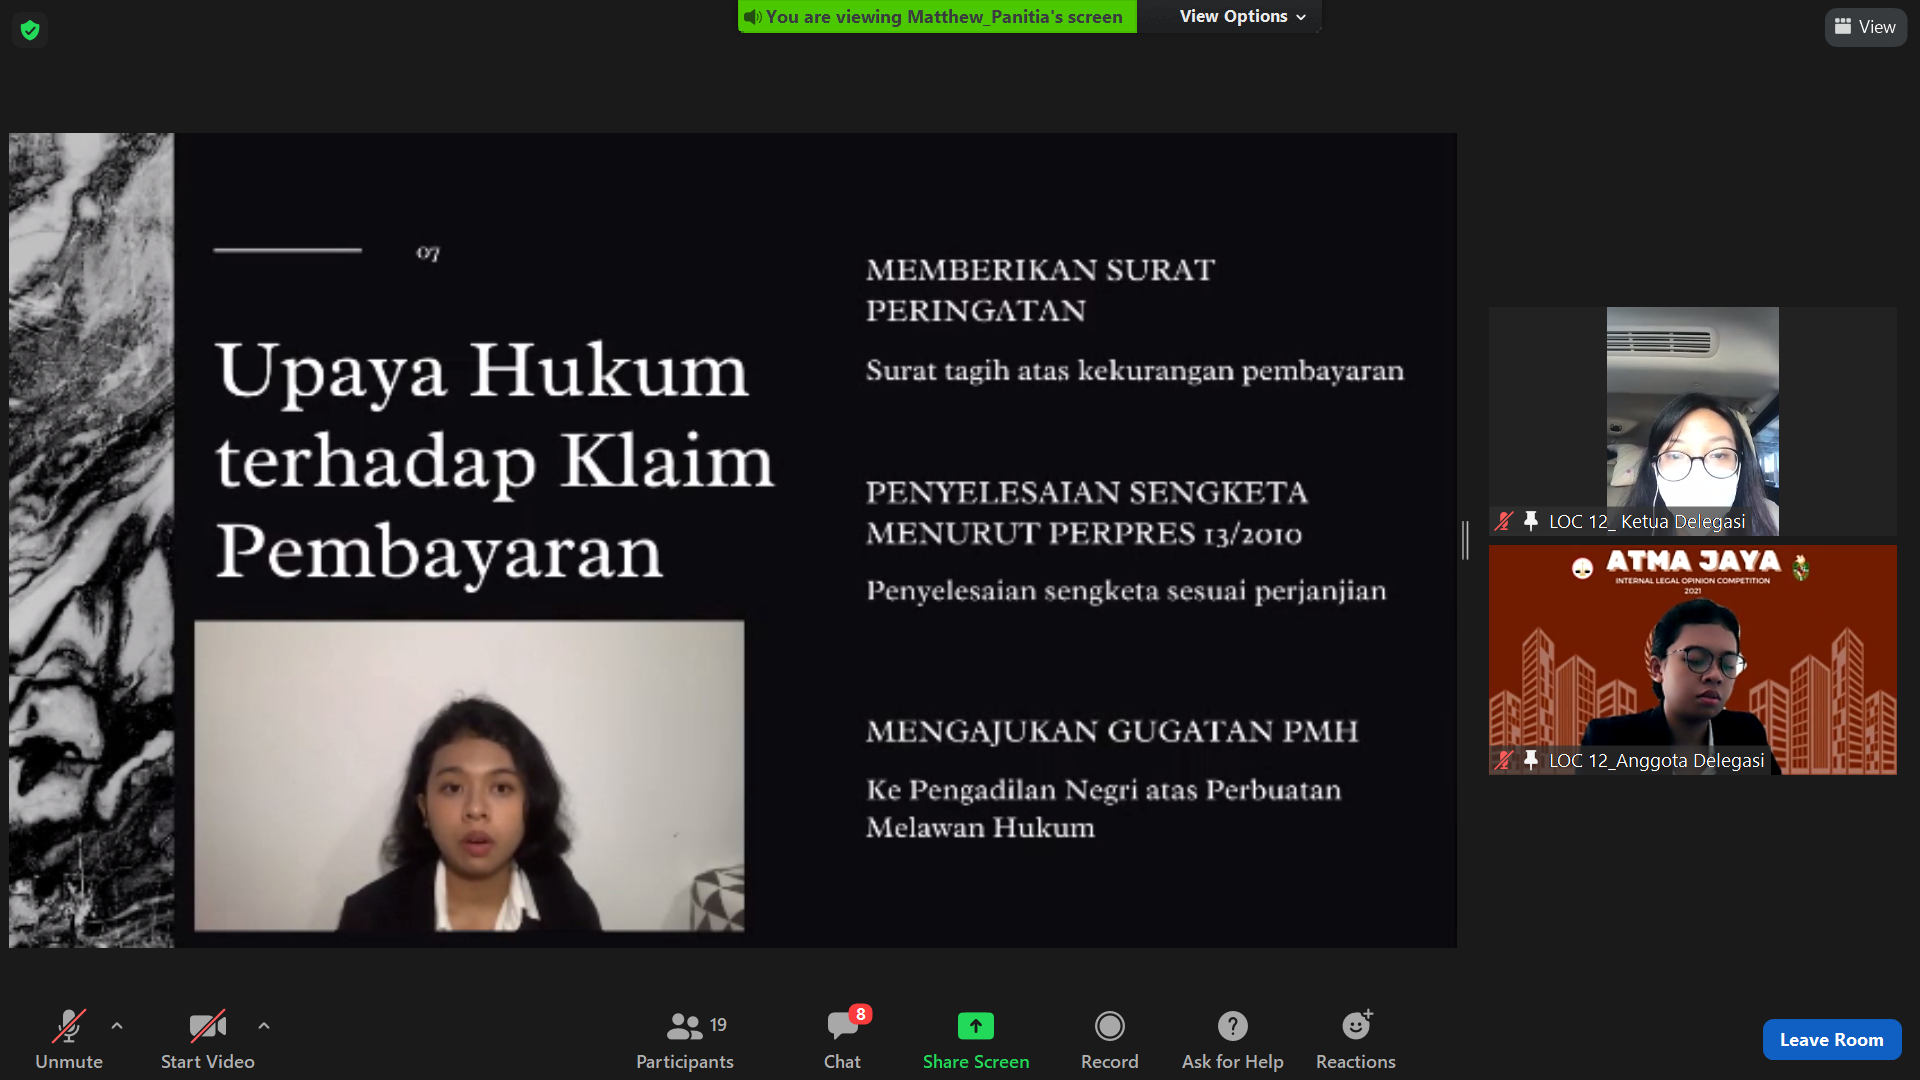 You are viewing Matthew_Panitia's screen
View Options
View
07
Upaya Hukum
terhadap Klaim
Pembayaran
MEMBERIKAN SURAT
PERINGATAN
Surat tagih atas kekurangan pembayaran
PENYELESAIAN SENGKETA
MENURUT PERPRES 13/2010
Penyelesaian sengketa sesuai perjanjian
MENGAJUKAN GUGATAN PMH
Ke Pengadilan Negri atas Perbuatan
Melawan Hukum
LOC 12_ Ketua Delegasi
ATMA JAYA
INTERNAL LEGAL OPINION COMPETITION
2021
LOC 12_Anggota Delegasi
Unmute
Start Video
19
Participants
8
Chat
Share Screen
Record
Ask for Help
Reactions
Leave Room